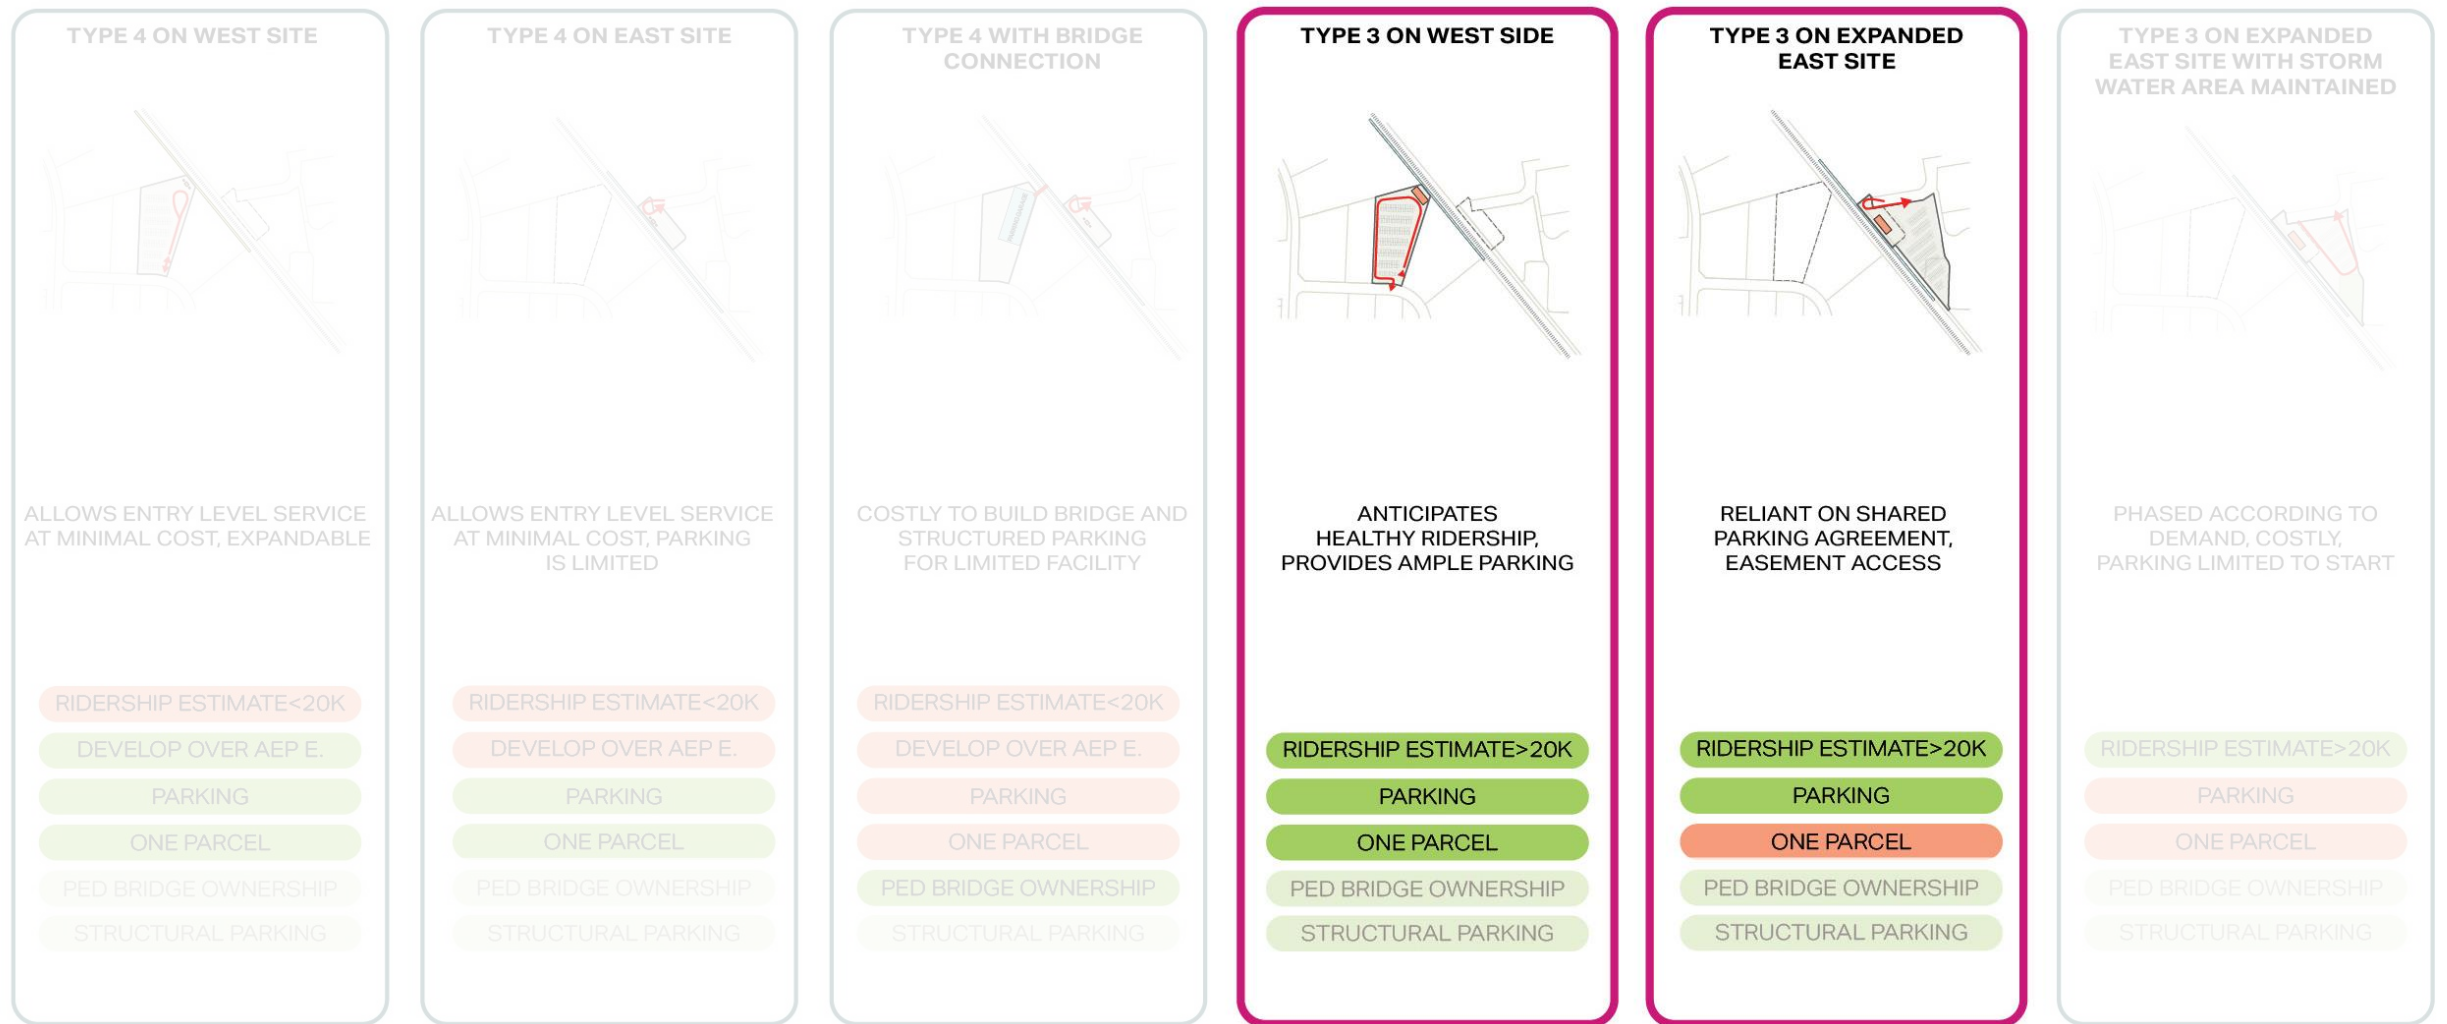 TYPE 4 ON WEST SITE
ALLOWS ENTRY LEVEL SERVICE
AT MINIMAL COST, EXPANDABLE
RIDERSHIP ESTIMATE<20K
DEVELOP OVER AEP E.
PARKING
ONE PARCEL
PED BRIDGE OWNERSHIP
STRUCTURAL PARKING
TYPE 4 ON EAST SITE
ALLOWS ENTRY LEVEL SERVICE
AT MINIMAL COST, PARKING
IS LIMITED
RIDERSHIP ESTIMATE<20K
DEVELOP OVER AEP E.
PARKING
ONE PARCEL
PED BRIDGE OWNERSHIP
STRUCTURAL PARKING
TYPE 4 WITH BRIDGE
CONNECTION
COSTLY TO BUILD BRIDGE AND
STRUCTURED PARKING
FOR LIMITED FACILITY
RIDERSHIP ESTIMATE<20K
DEVELOP OVER AEP E.
PARKING
ONE PARCEL
PED BRIDGE OWNERSHIP
STRUCTURAL PARKING
TYPE 3 ON WEST SIDE
ANTICIPATES
HEALTHY RIDERSHIP,
PROVIDES AMPLE PARKING
RIDERSHIP ESTIMATE>20K
PARKING
ONE PARCEL
PED BRIDGE OWNERSHIP
STRUCTURAL PARKING
TYPE 3 ON EXPANDED
EAST SITE
RELIANT ON SHARED
PARKING AGREEMENT,
EASEMENT ACCESS
RIDERSHIP ESTIMATE>20K
PARKING
ONE PARCEL
PED BRIDGE OWNERSHIP
STRUCTURAL PARKING
TYPE 3 ON EXPANDED
EAST SITE WITH STORM
WATER AREA MAINTAINED
PHASED ACCORDING TO
DEMAND, COSTLY,
PARKING LIMITED TO START
RIDERSHIP ESTIMATE>20K
PARKING
ONE PARCEL
PED BRIDGE OWNERSHIP
STRUCTURAL PARKING